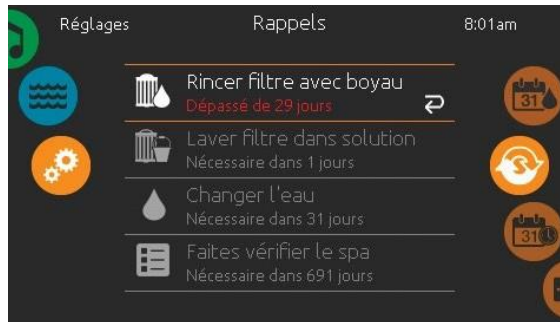 Réglages
Rappels
8:01am
Rincer filtre avec boyau
Dépassé de 29 jours
Laver filtre dans solution
Nécessaire dans 1 jours
Changer l'eau
Nécessaire dans 31 jours
Faites vérifier le spa
Nécessaire dans 691 jours
31
31